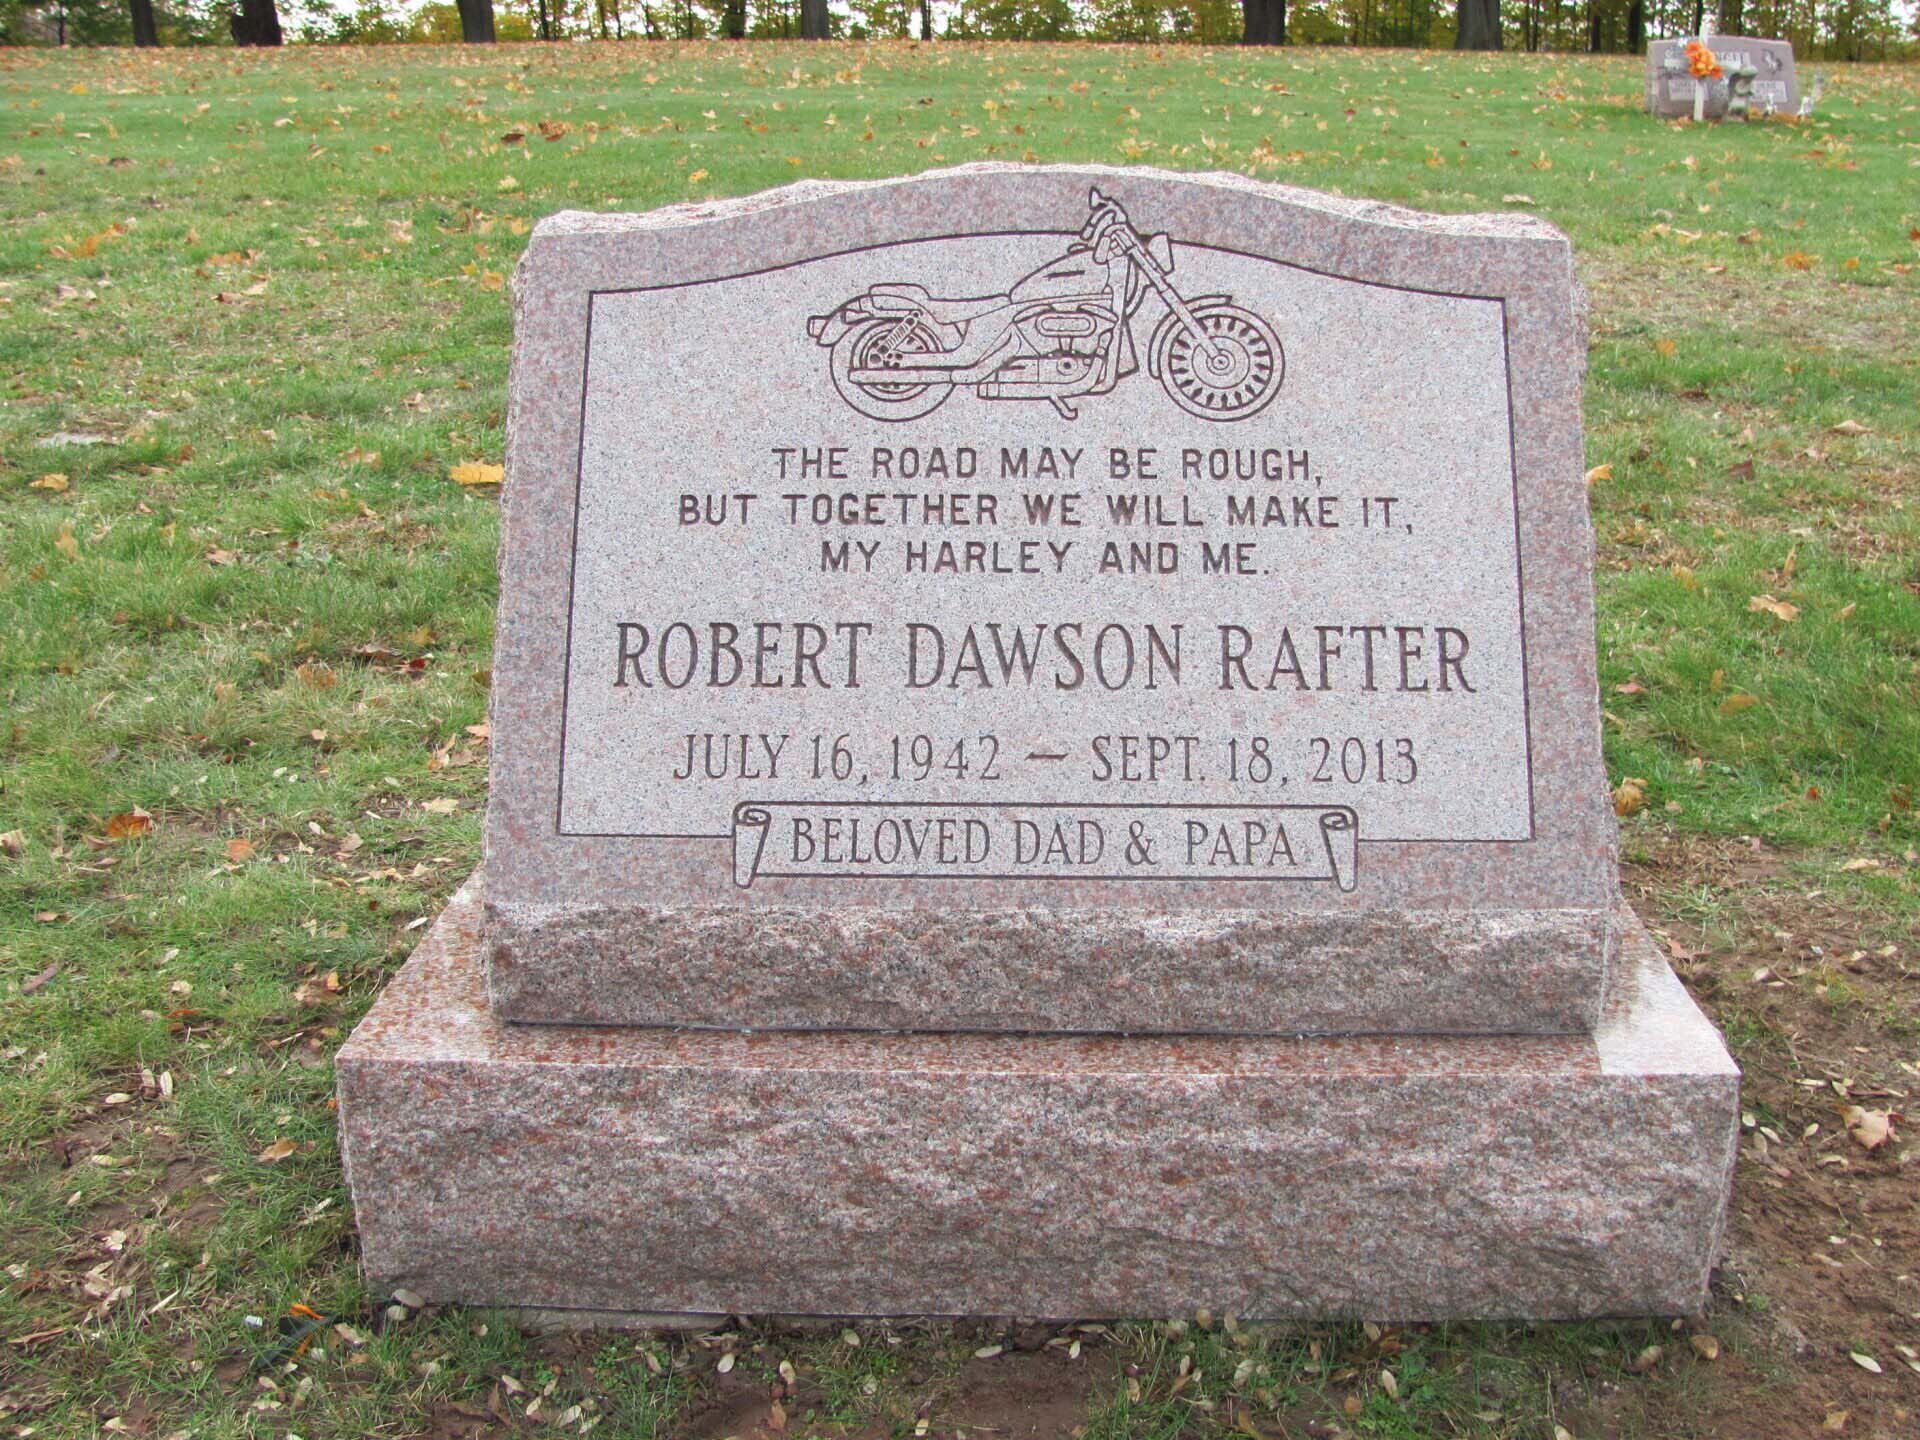 THE ROAD MAY BE ROUGH,
BUT TOGETHER WE WILL MAKE IT,
MY HARLEY AND ME.
ROBERT DAWSON RAFTER
JULY 16, 1942 – SEPT. 18, 2013
BELOVED DAD & PAPA